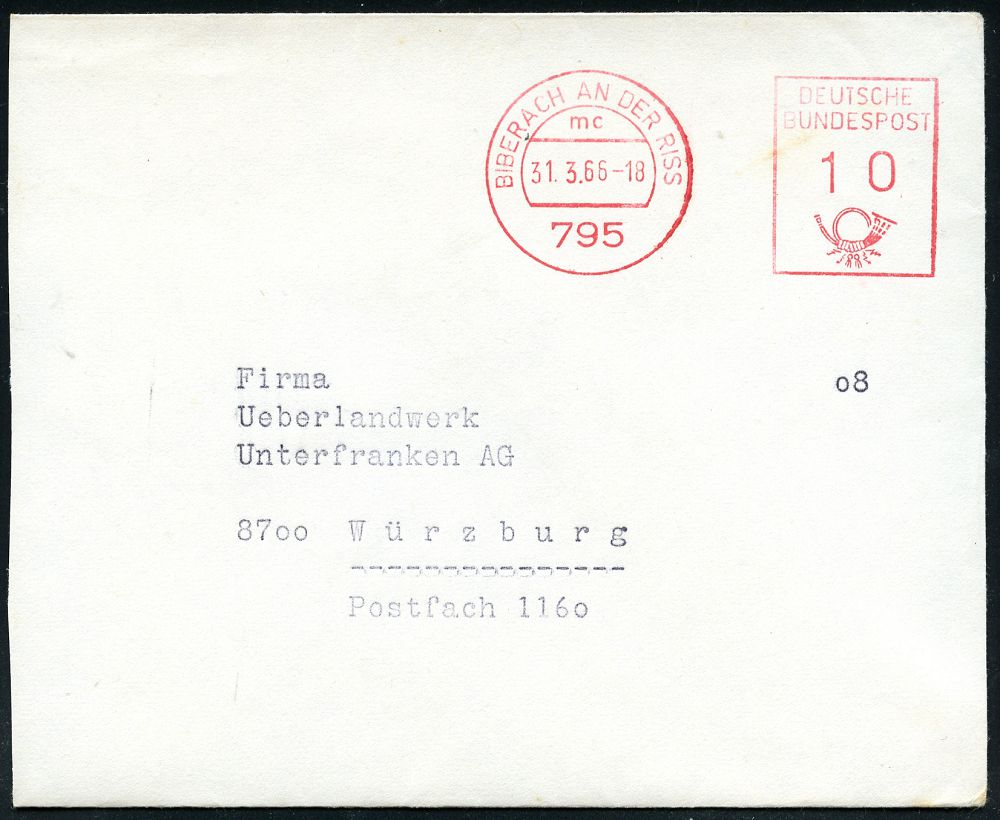 BIBERACH AN DER RISS
mc
31. 3.66-18
795
DEUTSCHE
BUNDESPOST
10
Firma
o8
Ueberlandwerk
Unterfranken AG
87oo Würzburg
Postfach 116o